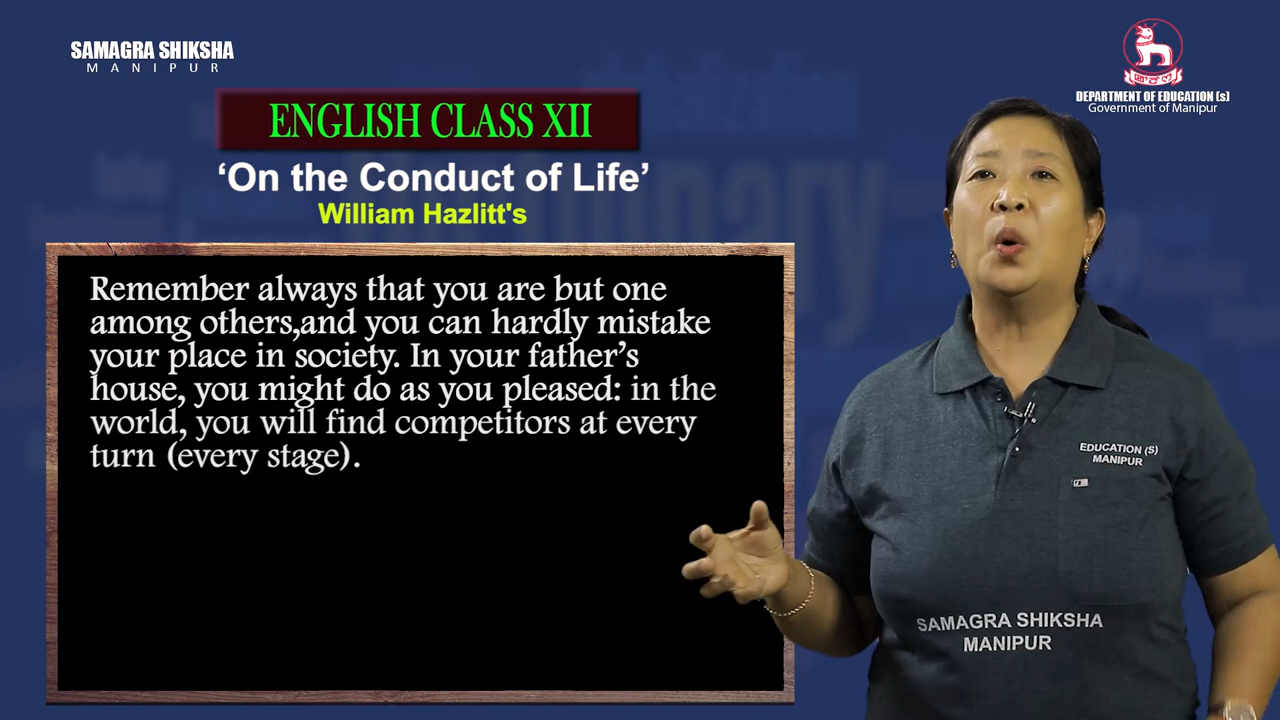 SAMAGRA SHIKSHA
MANIPUR
DEPARTMENT OF EDUCATION (S)
Government of Manipur
ENGLISH CLASS XII
‘On the Conduct of Life’
William Hazlitt's
Remember always that you are but one
among others,and you can hardly mistake
your place in society. In your father’s
house, you might do as you pleased: in the
world, you will find competitors at every
turn (every stage).
EDUCATION (S)
MANIPUR
SAMAGRA SHIKSHA
MANIPUR